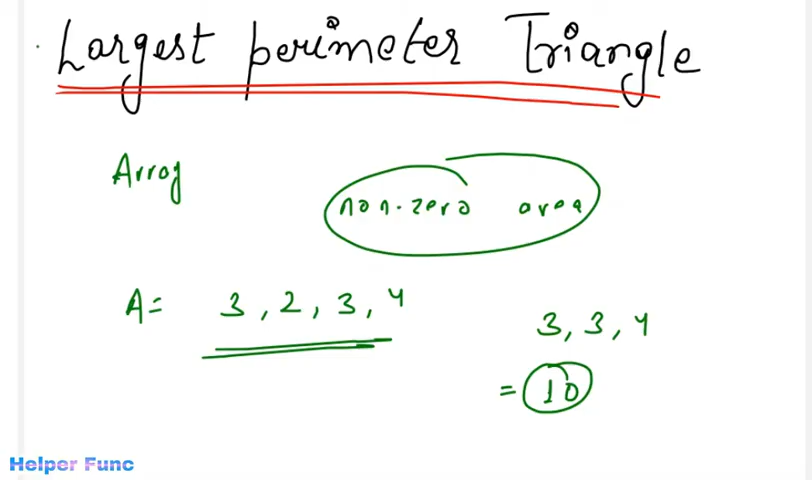 Largest perimeter Triangle
Array
non-zero area
A= 3, 2, 3, 4
3, 3, 4
= 10
Helper Func